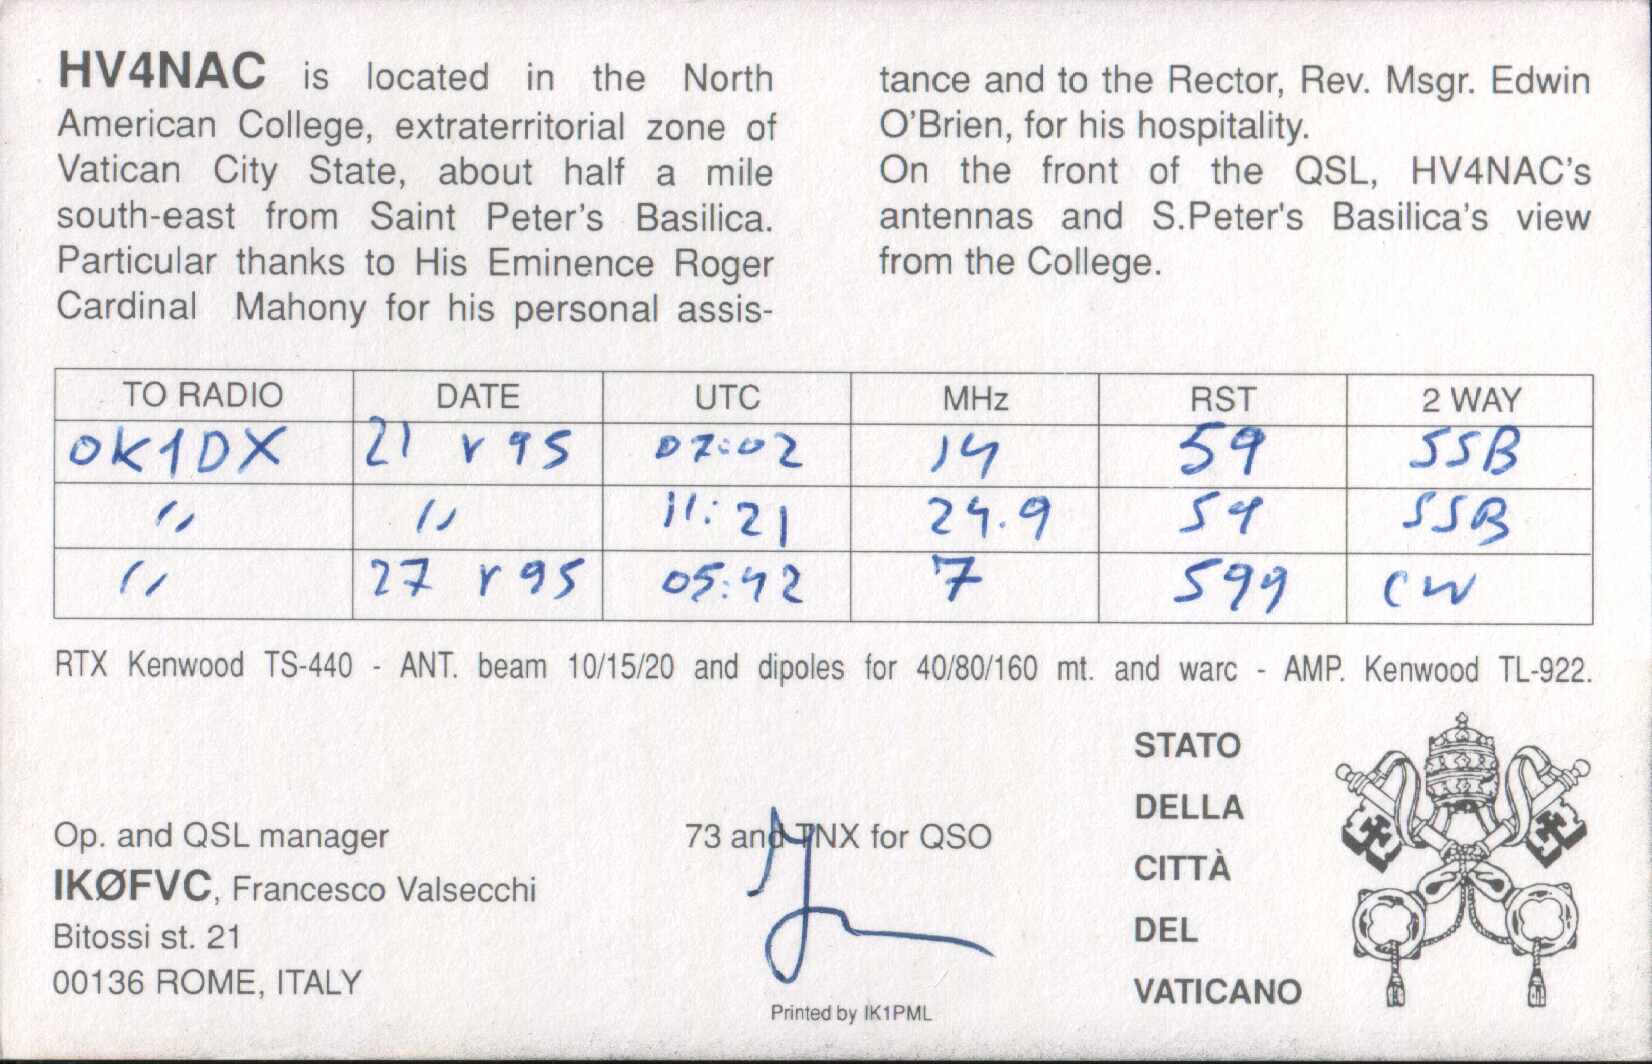 HV4NAC is located in the North
American College, extraterritorial zone of
Vatican City State, about half a mile
south-east from Saint Peter's Basilica.
Particular thanks to His Eminence Roger
Cardinal Mahony for his personal assis-
tance and to the Rector, Rev. Msgr. Edwin
O'Brien, for his hospitality.
On the front of the QSL, HV4NAC's
antennas and S.Peter's Basilica's view
from the College.
TO RADIO DATE UTC MHz RST 2 WAY
OK1DX 21 V 95 07:02 14 59 SSB
" " 11:21 24.9 59 SSB
" 27 V 95 05:42 7 599 CW
RTX Kenwood TS-440 - ANT. beam 10/15/20 and dipoles for 40/80/160 mt. and warc - AMP. Kenwood TL-922.
Op. and QSL manager
IKØFVC, Francesco Valsecchi
Bitossi st. 21
00136 ROME, ITALY
73 and TNX for QSO
Printed by IK1PML
STATO
DELLA
CITTÀ
DEL
VATICANO